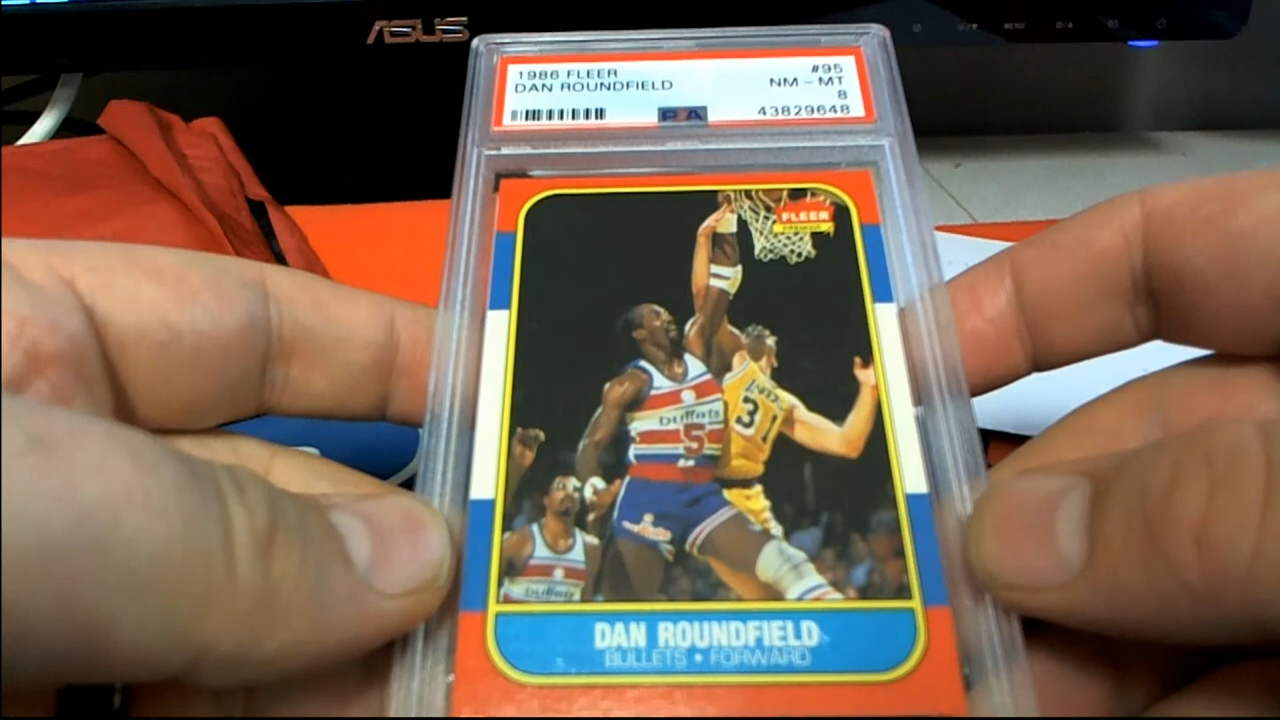 ASUS
MENU
1986 FLEER
#95
DAN ROUNDFIELD
NM - MT
8
PSA
43829648
FLEER
PREMIER
31
bullets
5
bullets
DAN ROUNDFIELD
BULLETS • FORWARD